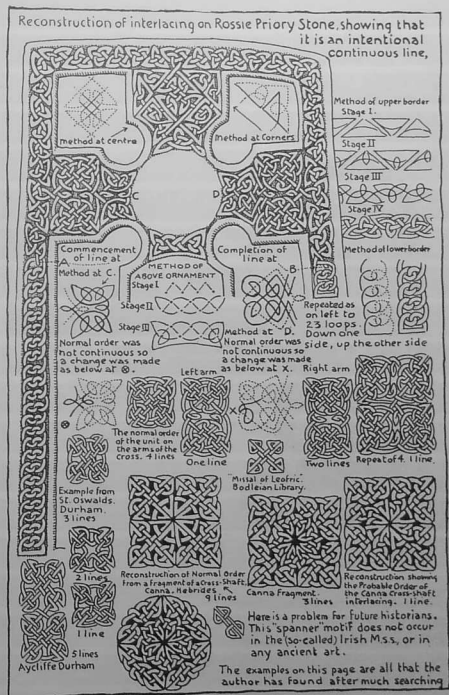 Reconstruction of interlacing on Rossie Priory Stone, showing that
it is an intentional
continuous line,
Method at centre
Method at Corners
Method of upper border
Stage I.
Stage II
Stage III
Stage IV
Method of lower border
C
D
Commencement
of line at
A
Method at C.
Normal order was
not continuous so
a change was made
as below at ⊗.
METHOD OF
ABOVE ORNAMENT
Stage I
Stage II
Stage III
Completion of
line at
B
Method at D.
Normal order was
not continuous so
a change was made
as below at X.
Repeated as
on left to
23 loops.
Down one
side, up the other side
⊗
The normal order
of the unit on
the arms of the
Cross. 4 lines
Left arm
One line
X
Right arm
Two lines
Repeat of 4. 1 line.
"Missal of Leofric."
Bodleian Library.
Example from
St. Oswalds.
Durham.
3 lines
2 lines
1 line
5 lines
Aycliffe Durham
Reconstruction of Normal Order
from a fragment of a Cross-Shaft.
Canna. Hebrides
9 lines
Canna Fragment.
3 lines
Reconstruction showing
the Probable Order of
the Canna Cross-shaft
interlacing. 1 line.
Here is a problem for future historians.
This "spanner" motif does not occur
in the (so-called) Irish M.s.s, or in
any ancient art.
The examples on this page are all that the
author has found after much searching